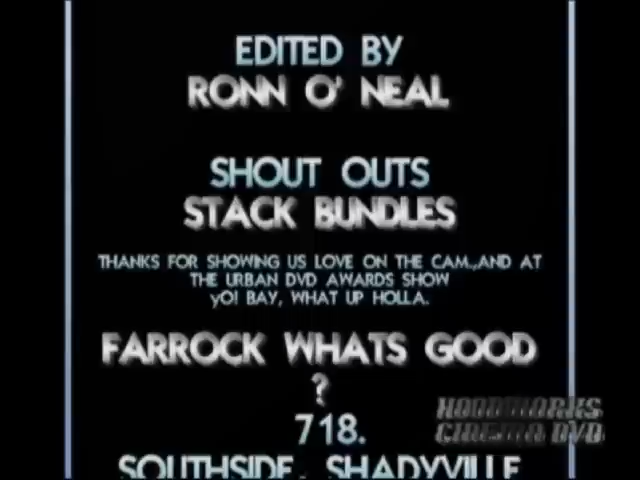 EDITED BY
RONN O' NEAL
SHOUT OUTS
STACK BUNDLES
THANKS FOR SHOWING US LOVE ON THE CAM.,AND AT
THE URBAN DVD AWARDS SHOW
yO! BAY, WHAT UP HOLLA.
FARROCK WHATS GOOD
?
718.
SOUTHSIDE, SHADYVILLE
HOODWORKS
CINEMA DVD